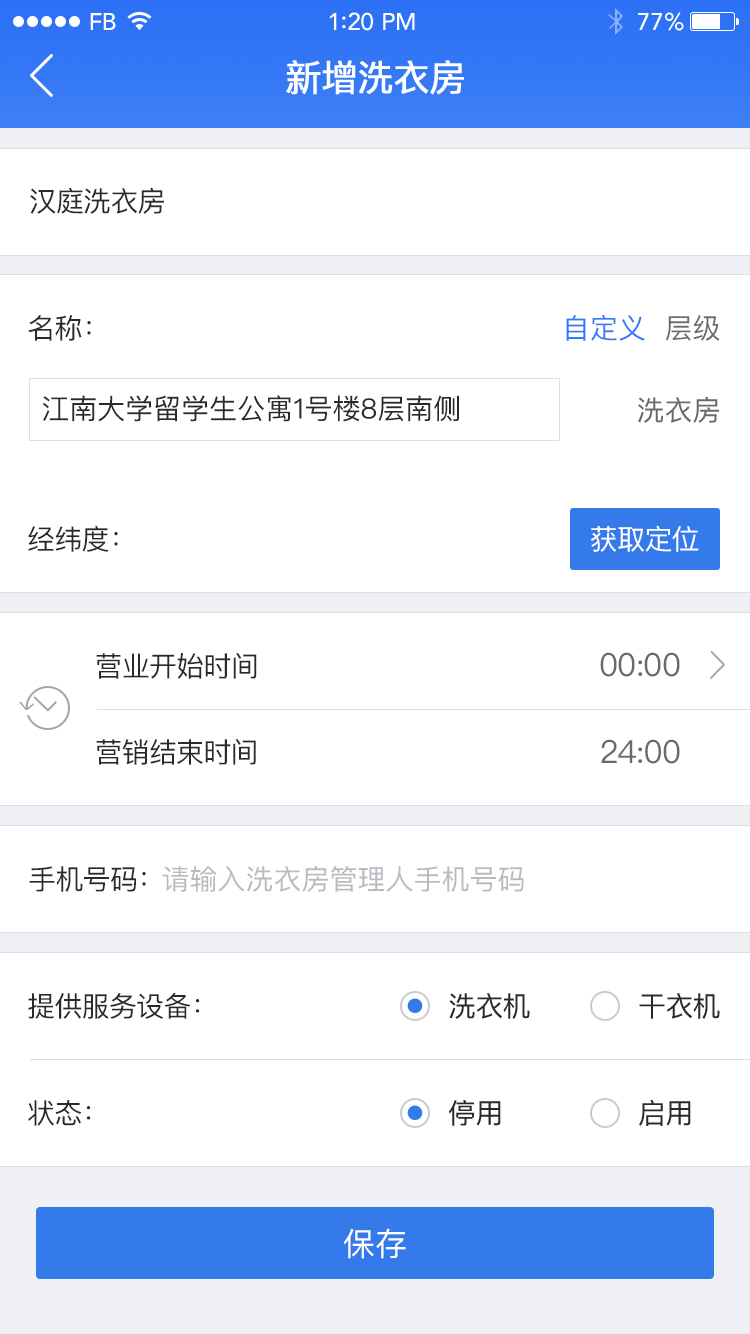 FB 1:20 PM 77%
新增洗衣房
汉庭洗衣房
名称: 自定义 层级
江南大学留学生公寓1号楼8层南侧 洗衣房
经纬度: 获取定位
营业开始时间 00:00
营销结束时间 24:00
手机号码: 请输入洗衣房管理人手机号码
提供服务设备: 洗衣机 干衣机
状态: 停用 启用
保存